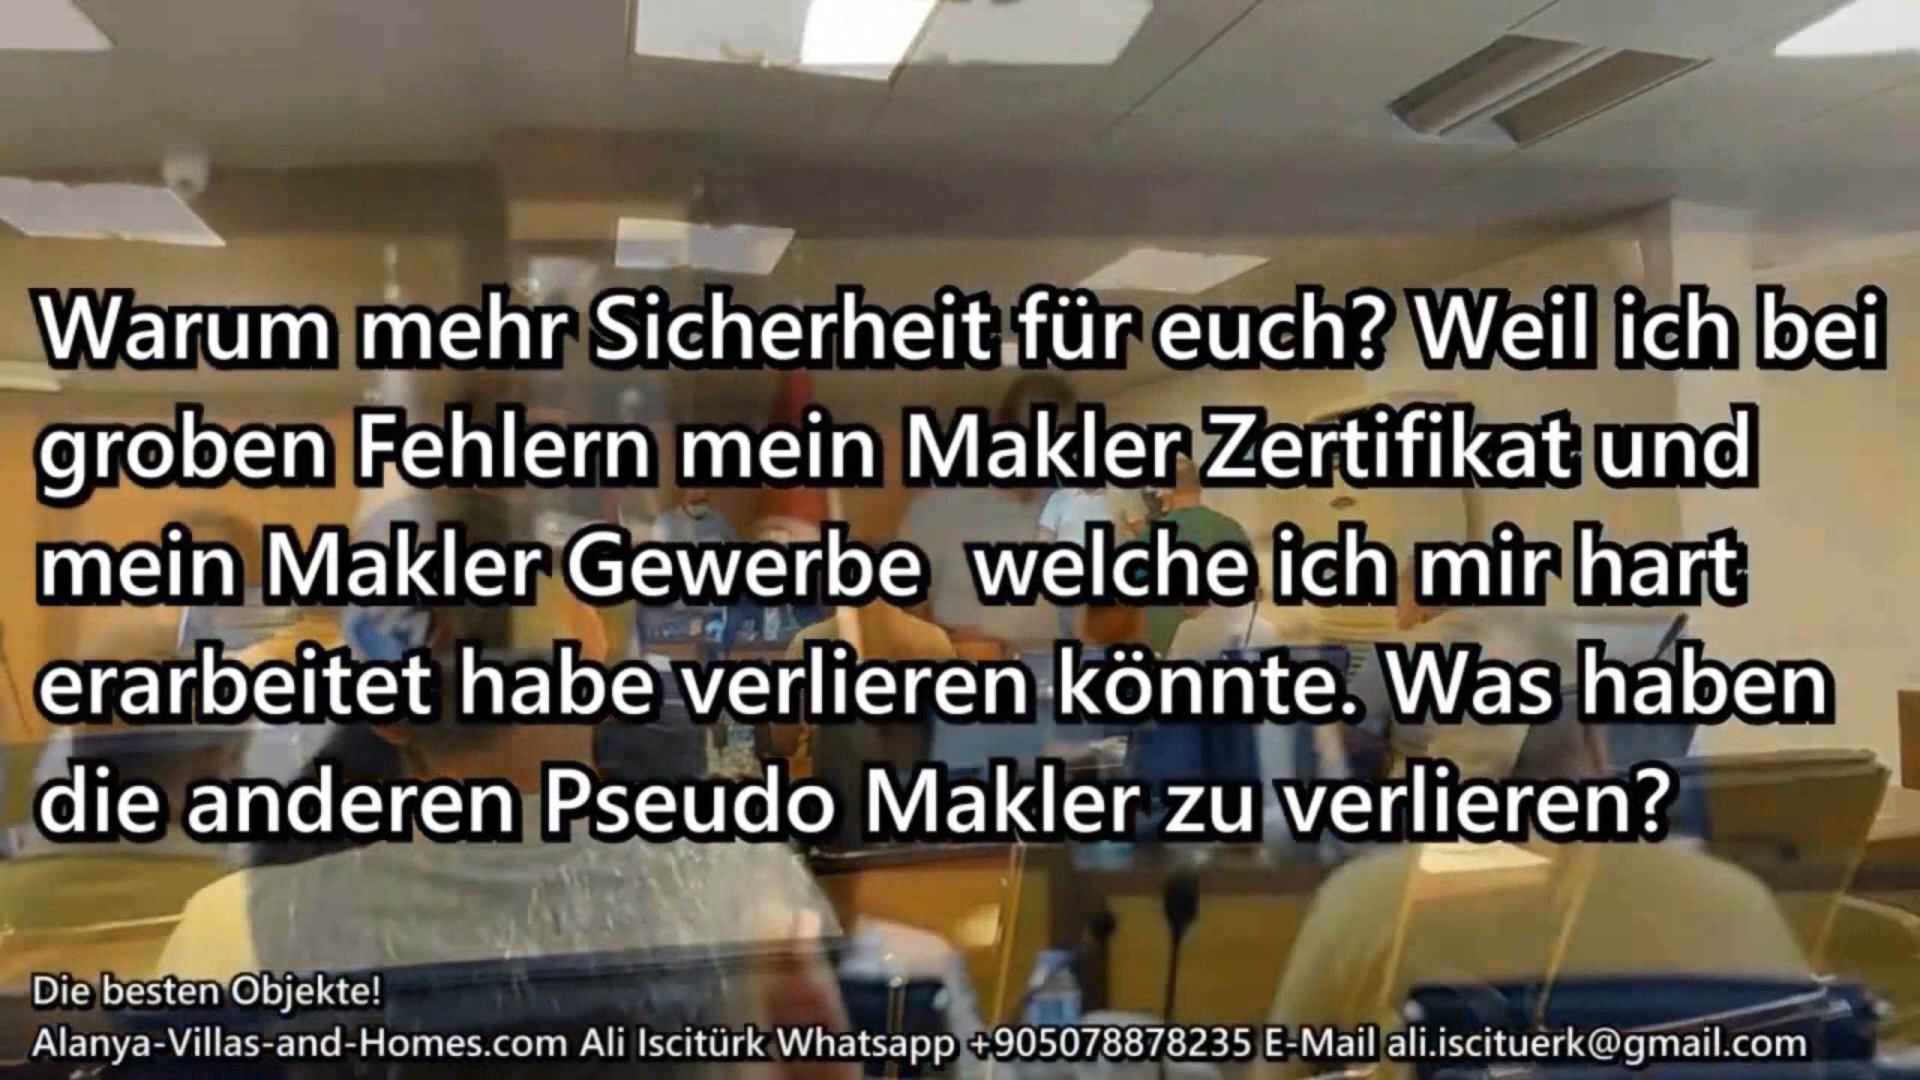 Warum mehr Sicherheit für euch? Weil ich bei
groben Fehlern mein Makler Zertifikat und
mein Makler Gewerbe  welche ich mir hart
erarbeitet habe verlieren könnte. Was haben
die anderen Pseudo Makler zu verlieren?
Die besten Objekte!
Alanya-Villas-and-Homes.com Ali Iscitürk Whatsapp +905078878235 E-Mail ali.iscituerk@gmail.com